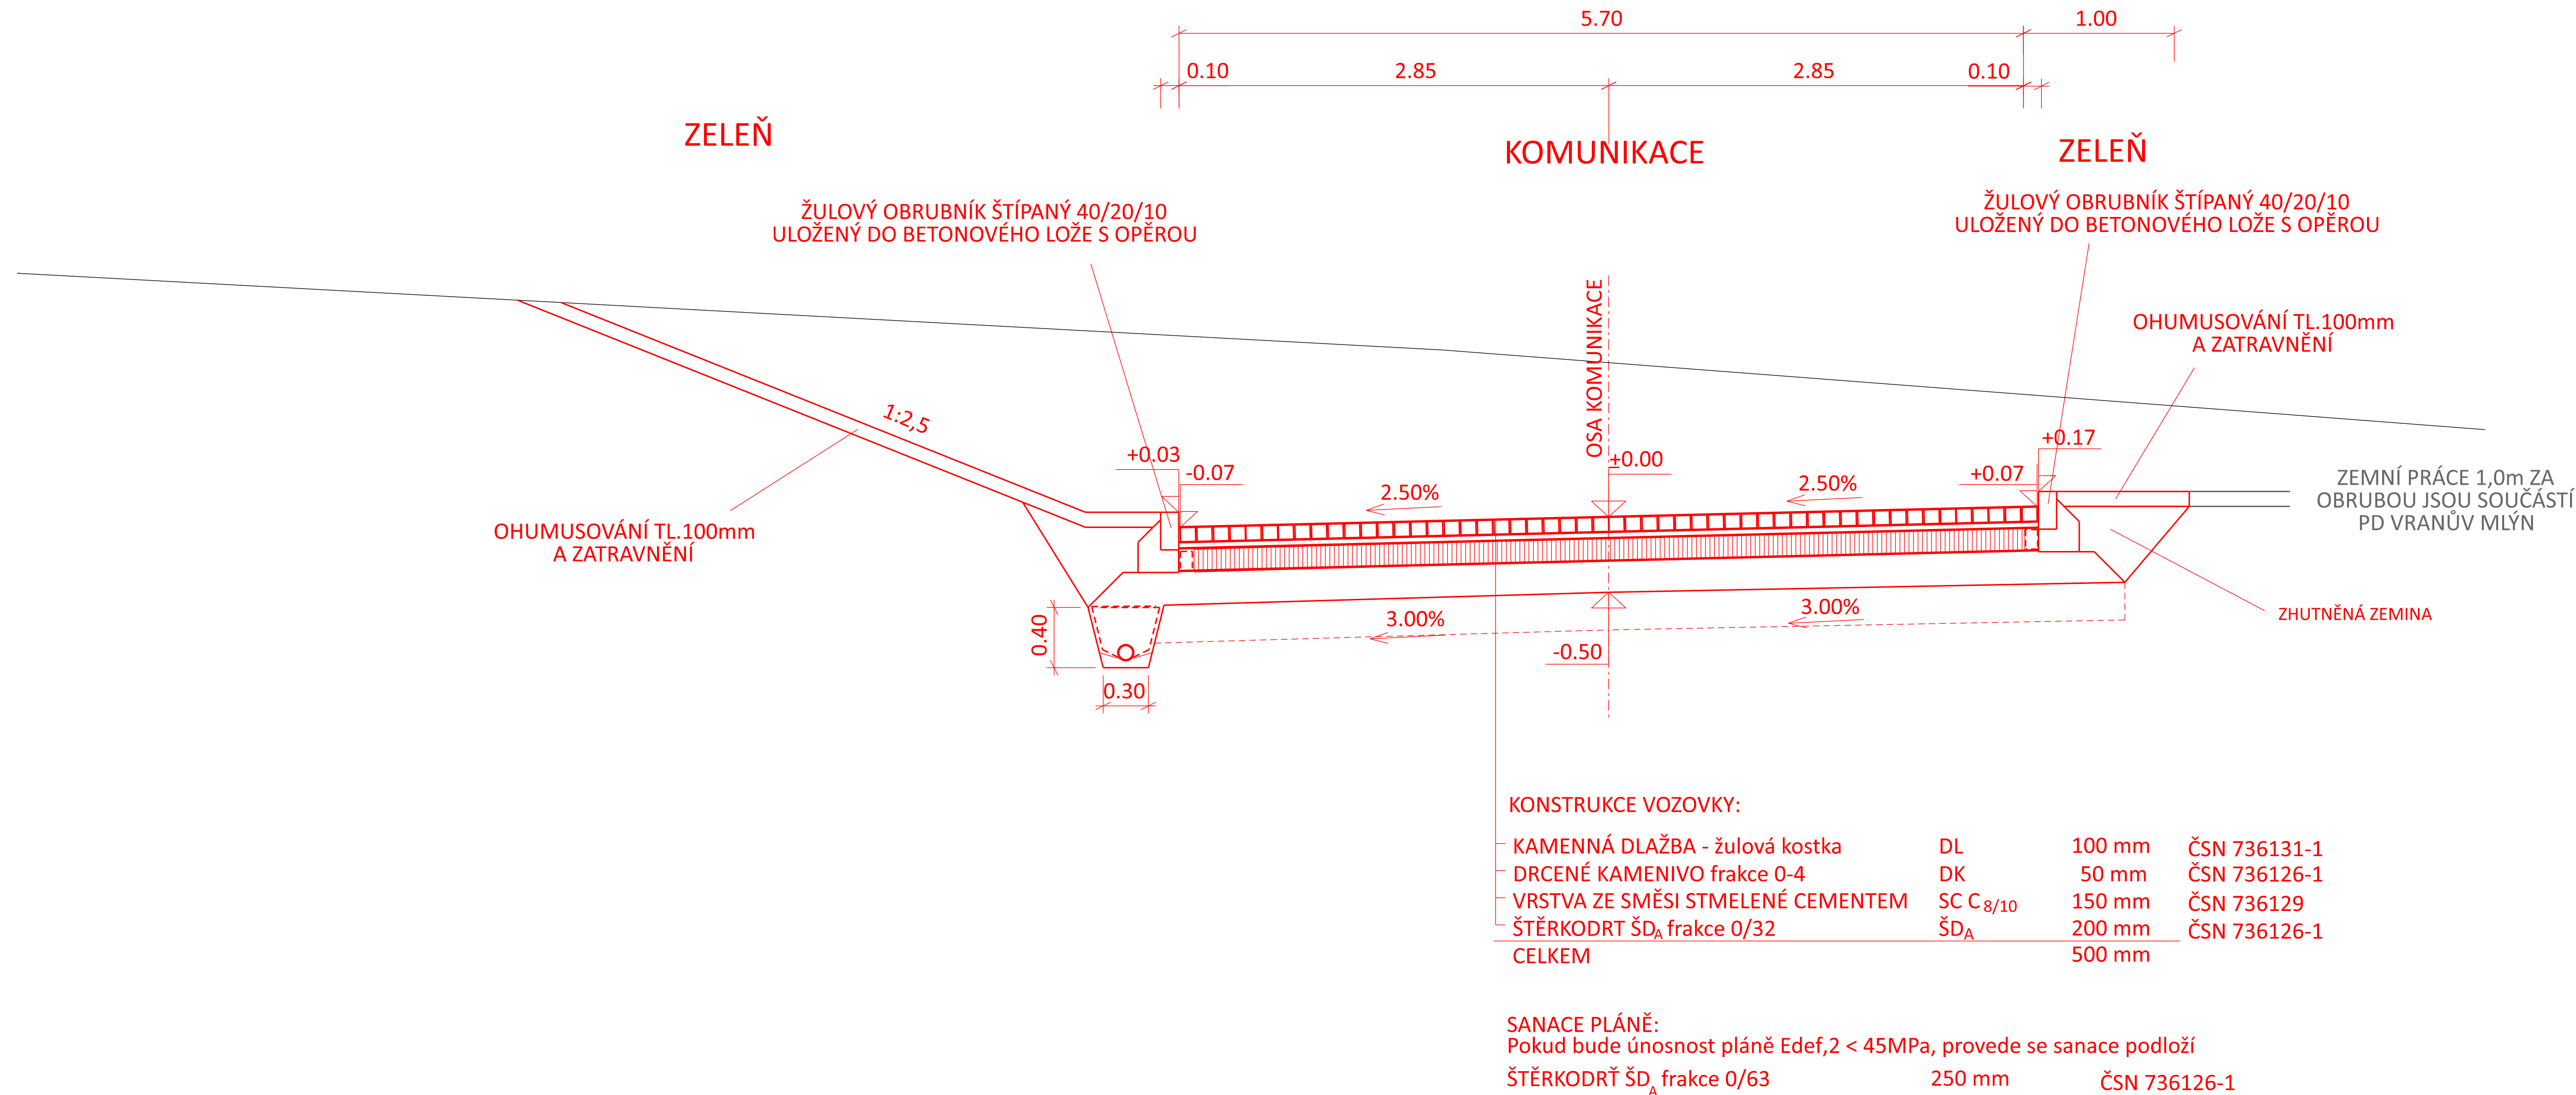 5.70 1.00
0.10 2.85 2.85 0.10
ZELEŇ
KOMUNIKACE
ZELEŇ
ŽULOVÝ OBRUBNÍK ŠTÍPANÝ 40/20/10
ULOŽENÝ DO BETONOVÉHO LOŽE S OPĚROU
ŽULOVÝ OBRUBNÍK ŠTÍPANÝ 40/20/10
ULOŽENÝ DO BETONOVÉHO LOŽE S OPĚROU
OSA KOMUNIKACE
OHUMUSOVÁNÍ TL.100mm
A ZATRAVNĚNÍ
1:2,5
+0.03
-0.07
±0.00
+0.07
+0.17
2.50%
2.50%
ZEMNÍ PRÁCE 1,0m ZA
OBRUBOU JSOU SOUČÁSTÍ
PD VRANŮV MLÝN
OHUMUSOVÁNÍ TL.100mm
A ZATRAVNĚNÍ
3.00%
3.00%
ZHUTNĚNÁ ZEMINA
0.40
-0.50
0.30
KONSTRUKCE VOZOVKY:
KAMENNÁ DLAŽBA - žulová kostka DL 100 mm ČSN 736131-1
DRCENÉ KAMENIVO frakce 0-4 DK 50 mm ČSN 736126-1
VRSTVA ZE SMĚSI STMELENÉ CEMENTEM SC C 8/10 150 mm ČSN 736129
ŠTĚRKODRT ŠDA frakce 0/32 ŠDA 200 mm ČSN 736126-1
CELKEM 500 mm
SANACE PLÁNĚ:
Pokud bude únosnost pláně Edef,2 < 45MPa, provede se sanace podloží
ŠTĚRKODRŤ ŠDA frakce 0/63 250 mm ČSN 736126-1